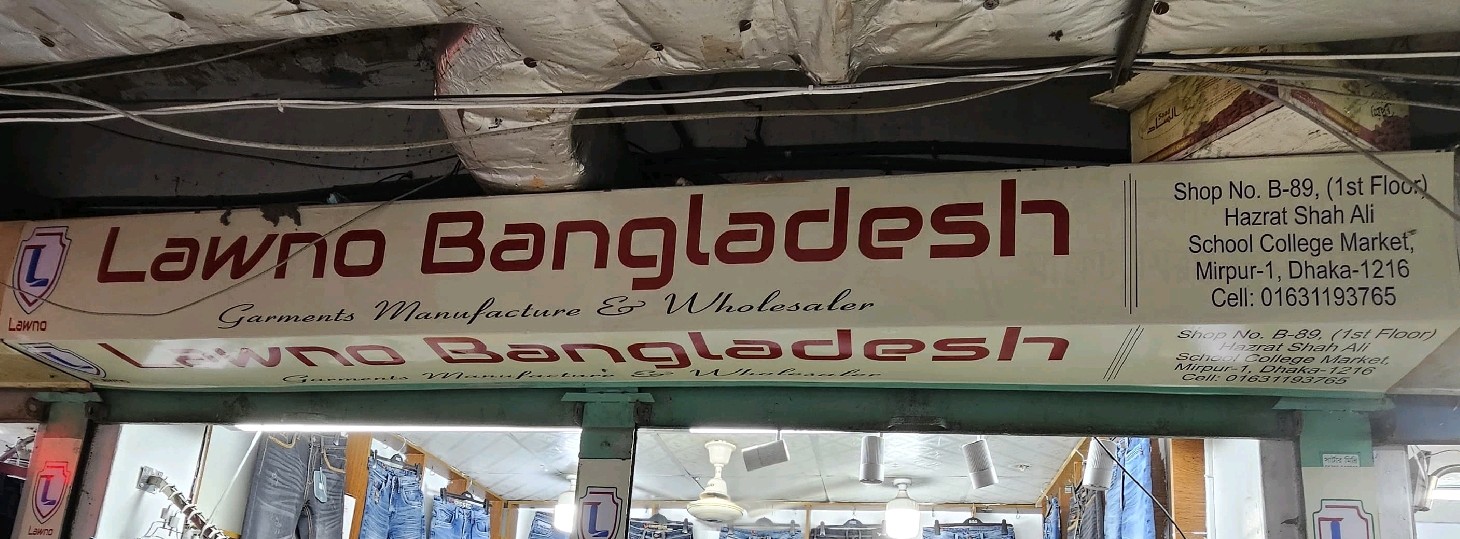 L
Lawno
Lawno Bangladesh
Garments Manufacture & Wholesaler
Shop No. B-89, (1st Floor)
Hazrat Shah Ali
School College Market,
Mirpur-1, Dhaka-1216
Cell: 01631193765
Lawno Bangladesh
Garments Manufacture & Wholesaler
Shop No. B-89, (1st Floor)
Hazrat Shah Ali
School College Market,
Mirpur-1, Dhaka-1216
Cell: 01631193765
L
Lawno
L
L